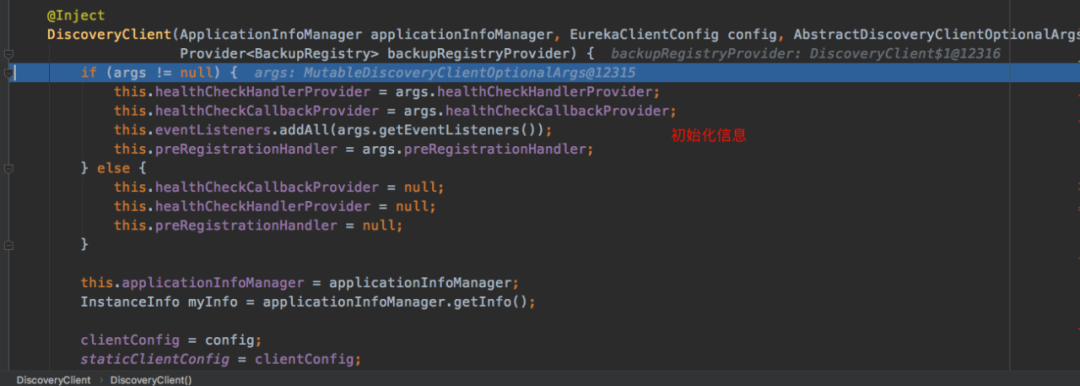 @Inject
DiscoveryClient(ApplicationInfoManager applicationInfoManager, EurekaClientConfig config, AbstractDiscoveryClientOptionalArgs
Provider<BackupRegistry> backupRegistryProvider) { backupRegistryProvider: DiscoveryClient$1@12316
if (args != null) { args: MutableDiscoveryClientOptionalArgs@12315
this.healthCheckHandlerProvider = args.healthCheckHandlerProvider;
this.healthCheckCallbackProvider = args.healthCheckCallbackProvider;
this.eventListeners.addAll(args.getEventListeners());
初始化信息
this.preRegistrationHandler = args.preRegistrationHandler;
} else {
this.healthCheckCallbackProvider = null;
this.healthCheckHandlerProvider = null;
this.preRegistrationHandler = null;
}
this.applicationInfoManager = applicationInfoManager;
InstanceInfo myInfo = applicationInfoManager.getInfo();
clientConfig = config;
staticClientConfig = clientConfig;
DiscoveryClient › DiscoveryClient()